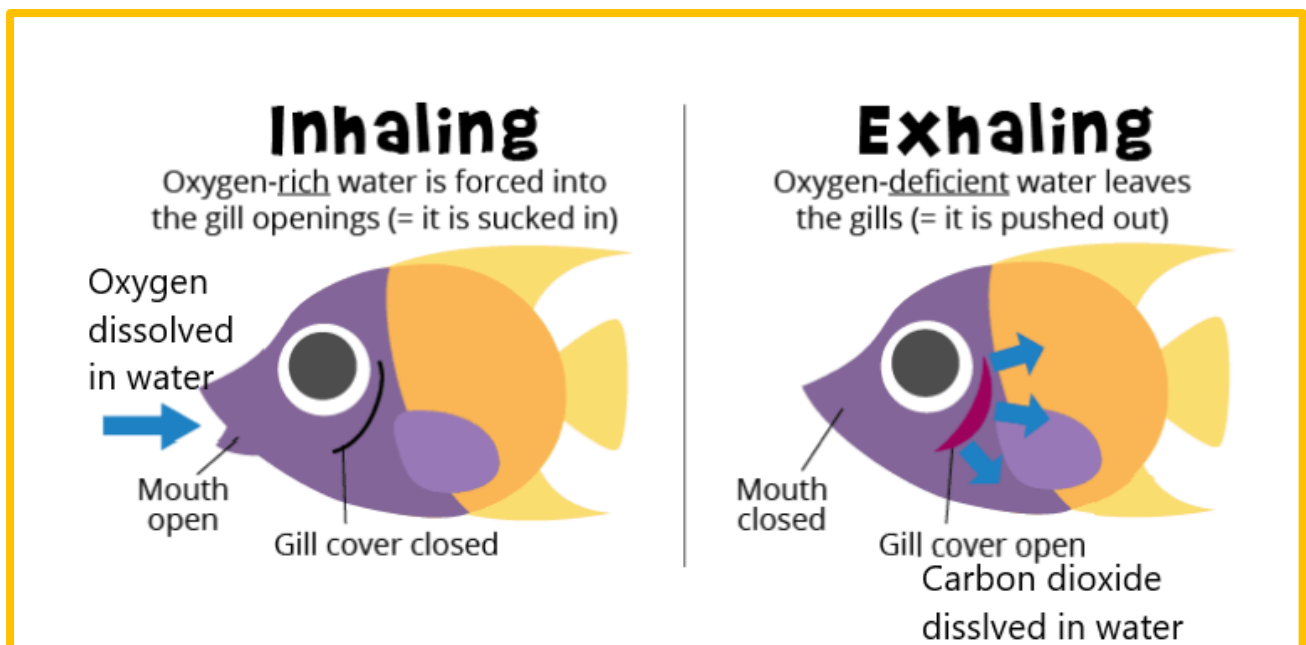 Inhaling
Oxygen-rich water is forced into
the gill openings (= it is sucked in)
Oxygen
dissolved
in water
Mouth
open
Gill cover closed
Exhaling
Oxygen-deficient water leaves
the gills (= it is pushed out)
Mouth
closed
Gill cover open
Carbon dioxide
disslved in water